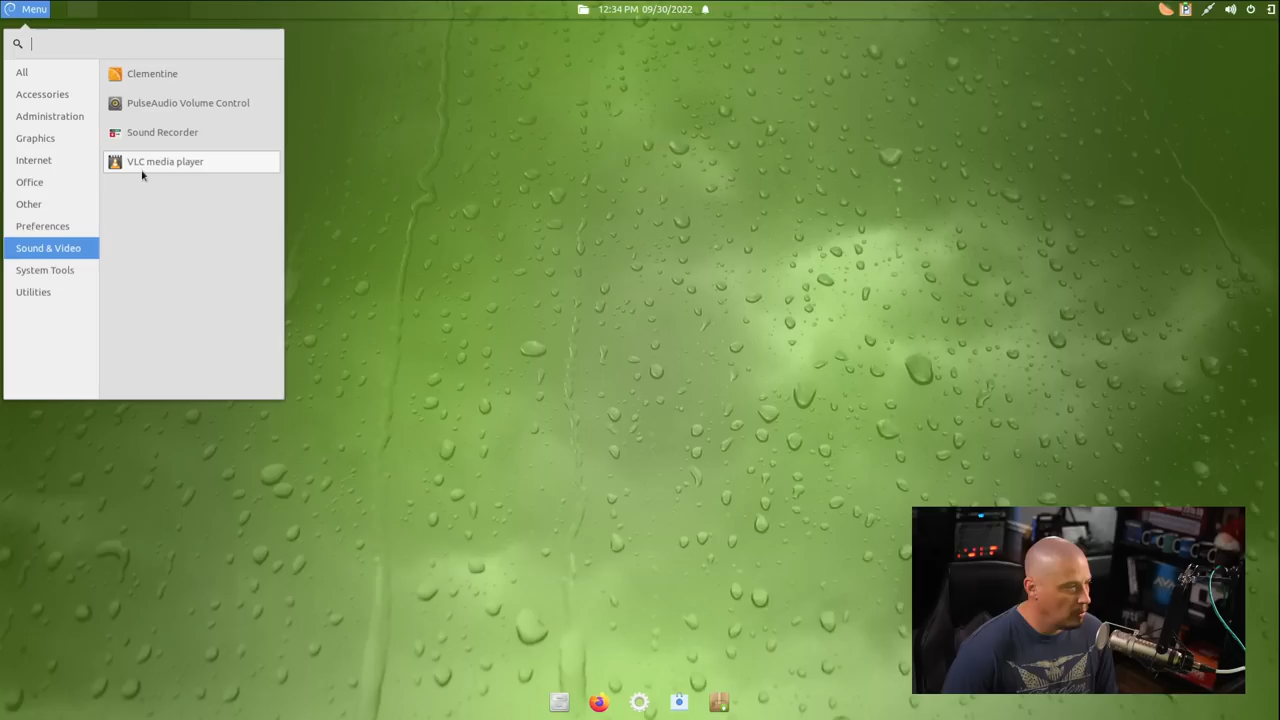 Menu
12:34 PM 09/30/2022
All
Accessories
Administration
Graphics
Internet
Office
Other
Preferences
Sound & Video
System Tools
Utilities
Clementine
PulseAudio Volume Control
Sound Recorder
VLC media player